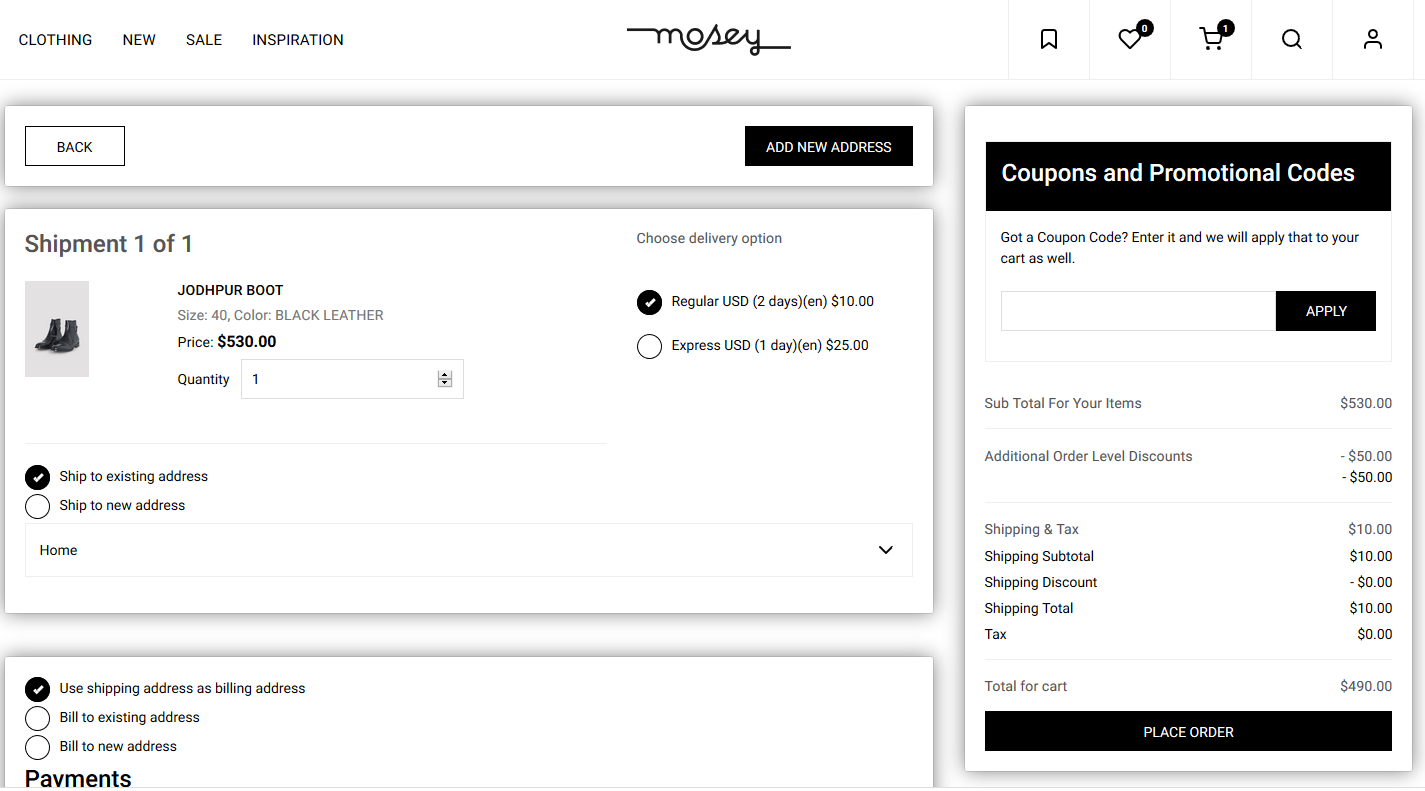 CLOTHING NEW SALE INSPIRATION
mosey
0
1
BACK
ADD NEW ADDRESS
Shipment 1 of 1
JODHPUR BOOT
Size: 40, Color: BLACK LEATHER
Price: $530.00
Quantity 1
Choose delivery option
Regular USD (2 days)(en) $10.00
Express USD (1 day)(en) $25.00
Ship to existing address
Ship to new address
Home
Use shipping address as billing address
Bill to existing address
Bill to new address
Payments
Coupons and Promotional Codes
Got a Coupon Code? Enter it and we will apply that to your
cart as well.
APPLY
Sub Total For Your Items $530.00
Additional Order Level Discounts - $50.00
- $50.00
Shipping & Tax $10.00
Shipping Subtotal $10.00
Shipping Discount - $0.00
Shipping Total $10.00
Tax $0.00
Total for cart $490.00
PLACE ORDER